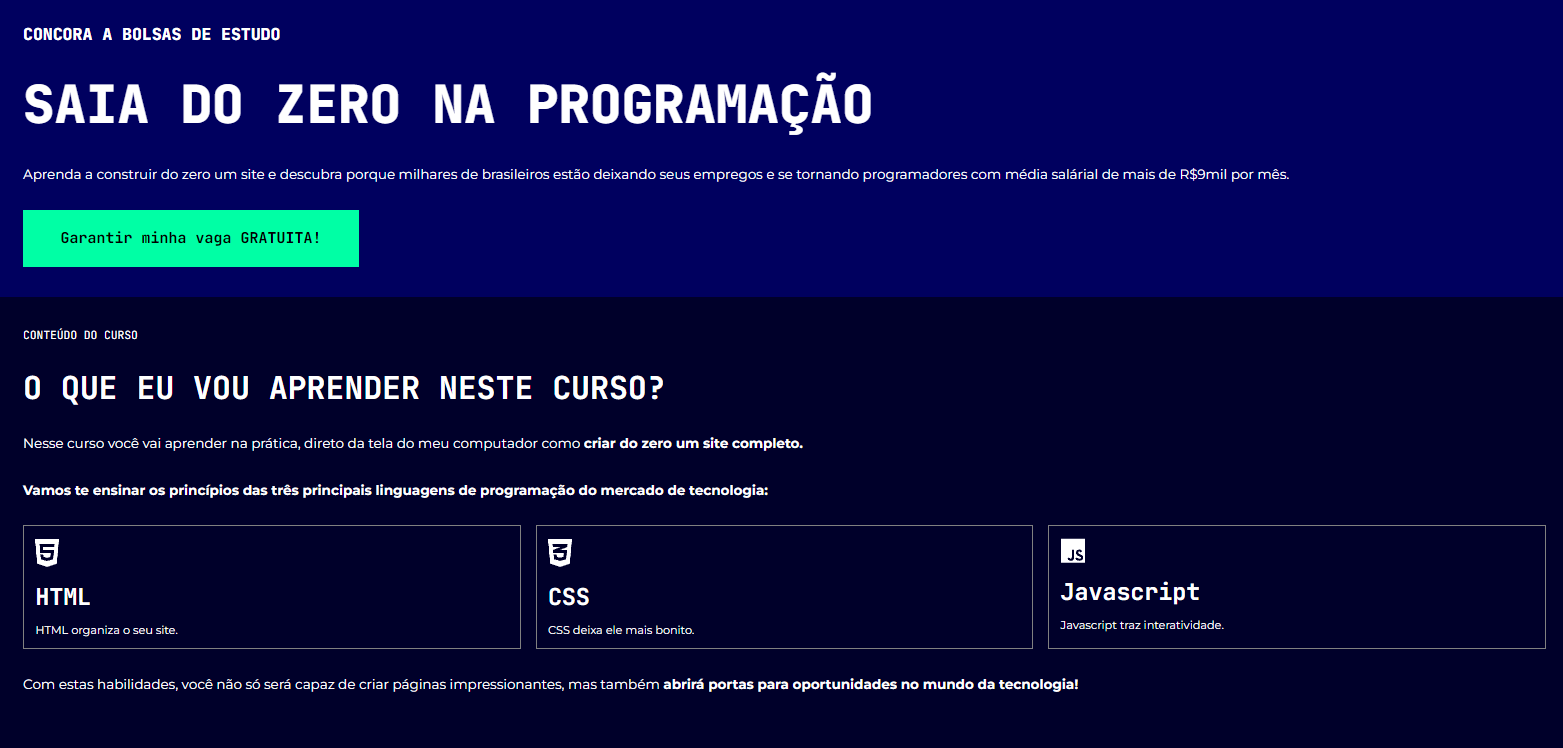 CONCORA A BOLSAS DE ESTUDO
SAIA DO ZERO NA PROGRAMAÇÃO
Aprenda a construir do zero um site e descubra porque milhares de brasileiros estão deixando seus empregos e se tornando programadores com média salárial de mais de R$9mil por mês.
Garantir minha vaga GRATUITA!
CONTEÚDO DO CURSO
O QUE EU VOU APRENDER NESTE CURSO?
Nesse curso você vai aprender na prática, direto da tela do meu computador como criar do zero um site completo.
Vamos te ensinar os princípios das três principais linguagens de programação do mercado de tecnologia:
5
HTML
HTML organiza o seu site.
3
CSS
CSS deixa ele mais bonito.
JS
Javascript
Javascript traz interatividade.
Com estas habilidades, você não só será capaz de criar páginas impressionantes, mas também abrirá portas para oportunidades no mundo da tecnologia!